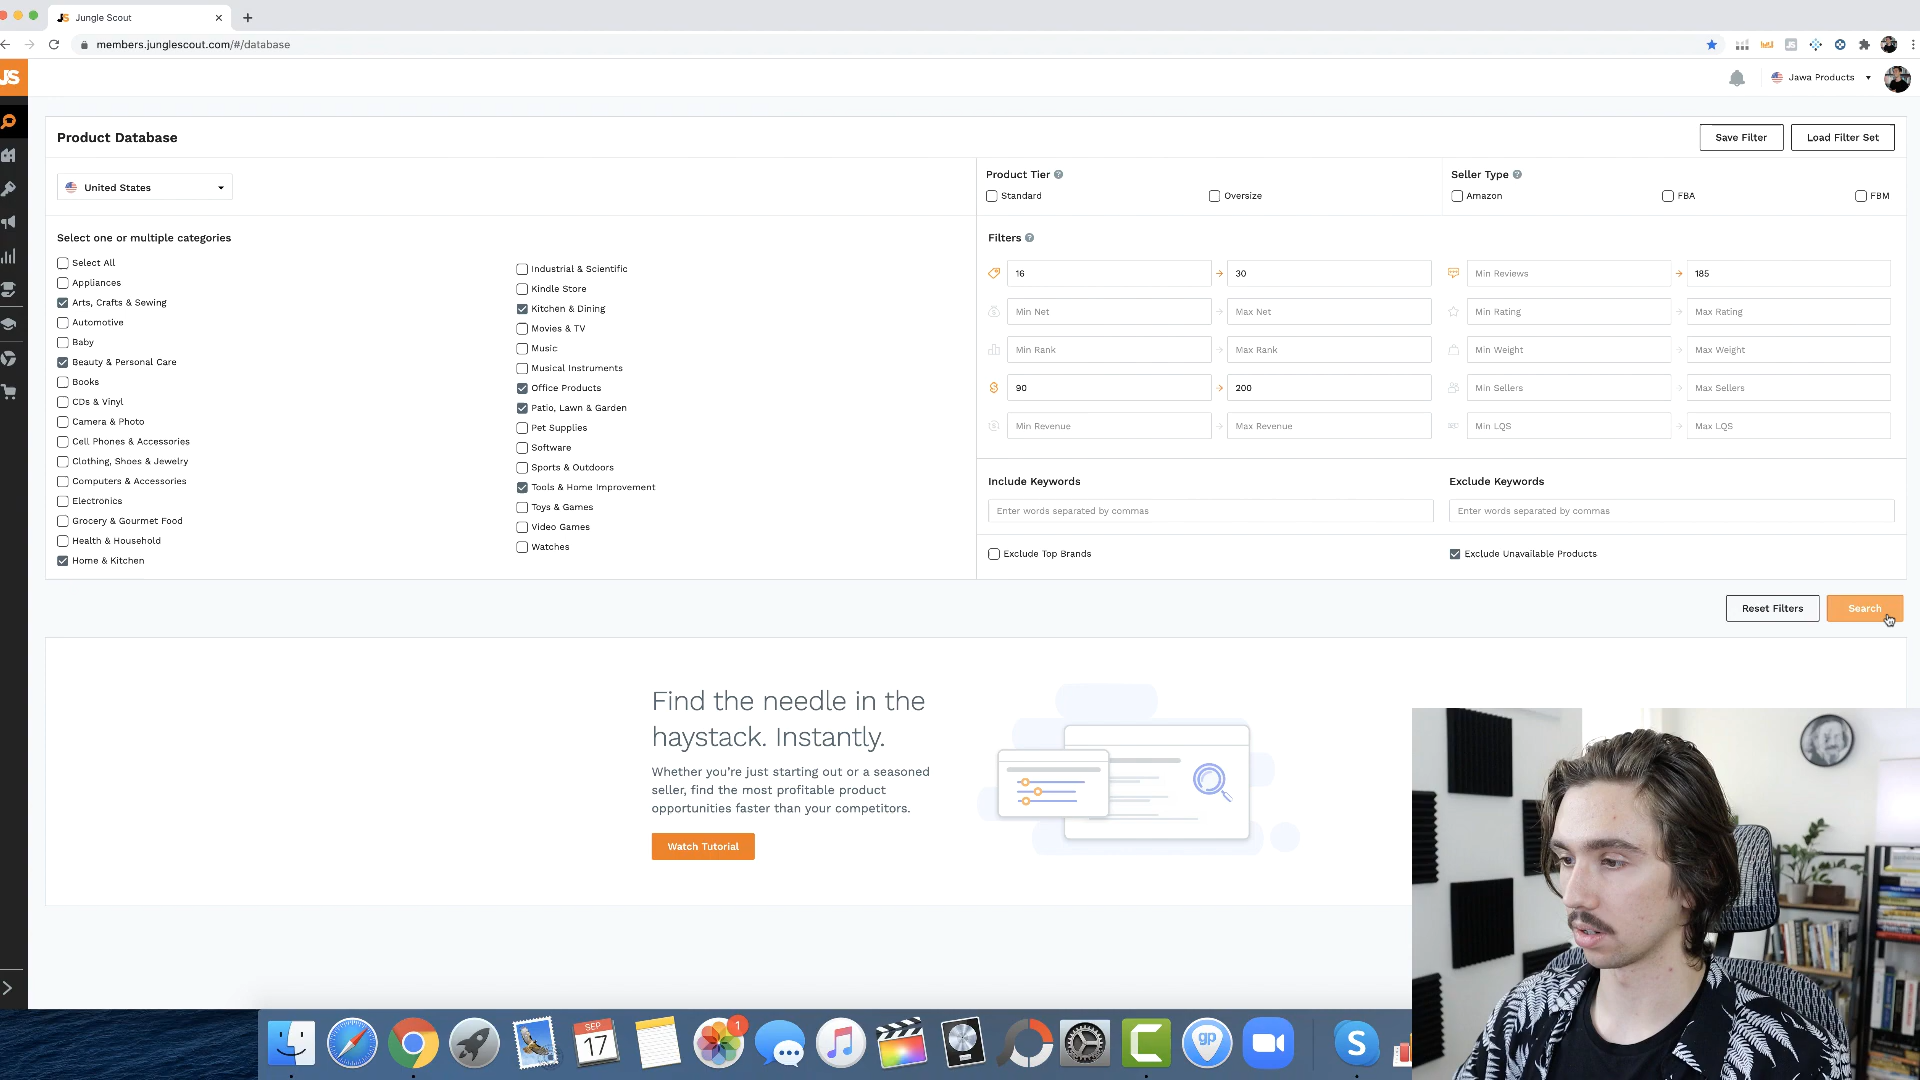 Jungle Scout
members.junglescout.com/#/database
JS
Jawa Products
Product Database
Save Filter
Load Filter Set
United States
Product Tier
Standard
Oversize
Seller Type
Amazon
FBA
FBM
Select one or multiple categories
Select All
Appliances
Arts, Crafts & Sewing
Automotive
Baby
Beauty & Personal Care
Books
CDs & Vinyl
Camera & Photo
Cell Phones & Accessories
Clothing, Shoes & Jewelry
Computers & Accessories
Electronics
Grocery & Gourmet Food
Health & Household
Home & Kitchen
Industrial & Scientific
Kindle Store
Kitchen & Dining
Movies & TV
Music
Musical Instruments
Office Products
Patio, Lawn & Garden
Pet Supplies
Software
Sports & Outdoors
Tools & Home Improvement
Toys & Games
Video Games
Watches
Filters
16
30
Min Reviews
185
Min Net
Max Net
Min Rating
Max Rating
Min Rank
Max Rank
Min Weight
Max Weight
90
200
Min Sellers
Max Sellers
Min Revenue
Max Revenue
Min LQS
Max LQS
Include Keywords
Exclude Keywords
Enter words separated by commas
Enter words separated by commas
Exclude Top Brands
Exclude Unavailable Products
Reset Filters
Search
Find the needle in the
haystack. Instantly.
Whether you're just starting out or a seasoned
seller, find the most profitable product
opportunities faster than your competitors.
Watch Tutorial
SEP
17
1
gp